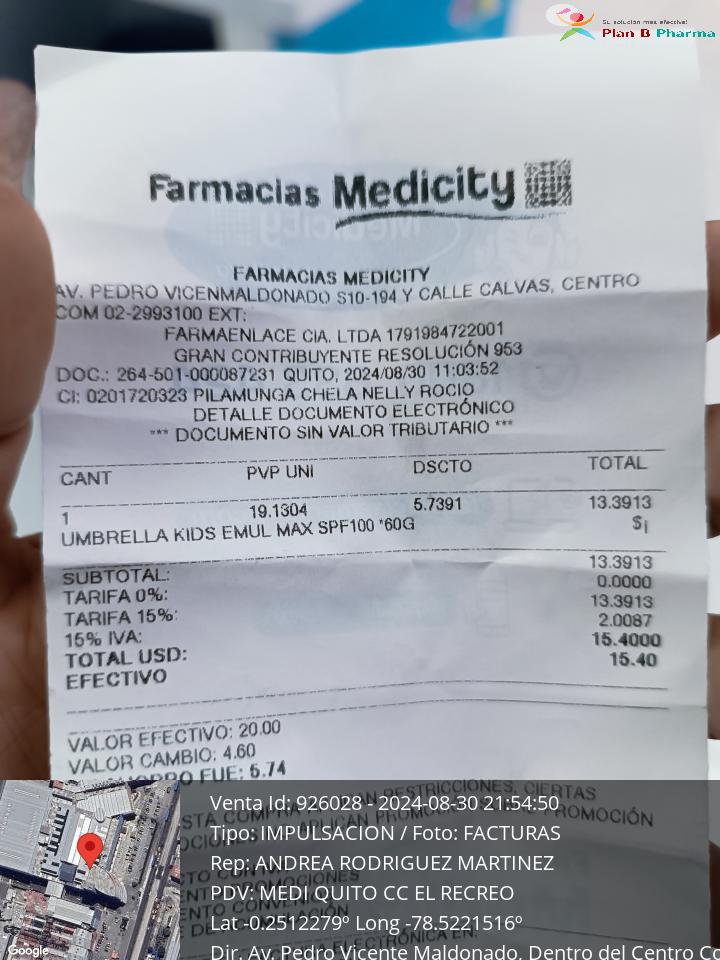 Su solución mas efectiva!
Plan B Pharma
Farmacias Medicity
FARMACIAS MEDICITY
AV. PEDRO VICENMALDONADO S10-194 Y CALLE CALVAS, CENTRO
COM 02-2993100 EXT:
FARMAENLACE CIA. LTDA 1791984722001
GRAN CONTRIBUYENTE RESOLUCIÓN 953
DOC.: 264-501-000087231 QUITO, 2024/08/30 11:03:52
CI: 0201720323 PILAMUNGA CHELA NELLY ROCIO
DETALLE DOCUMENTO ELECTRÓNICO
*** DOCUMENTO SIN VALOR TRIBUTARIO ***
CANT PVP UNI DSCTO TOTAL
1 19.1304 5.7391 13.3913
UMBRELLA KIDS EMUL MAX SPF100 *60G $i
SUBTOTAL: 13.3913
TARIFA 0%: 0.0000
TARIFA 15%: 13.3913
15% IVA: 2.0087
TOTAL USD: 15.4000
EFECTIVO 15.40
VALOR EFECTIVO: 20.00
VALOR CAMBIO: 4.60
FUE: 5.74
RESTRICCIONES, CIERTAS
PROMOCIÓN
Venta Id: 926028 - 2024-08-30 21:54:50
Tipo: IMPULSACION / Foto: FACTURAS
Rep: ANDREA RODRIGUEZ MARTINEZ
PDV: MEDI QUITO CC EL RECREO
Lat -0.2512279º Long -78.5221516º
Dir. Av. Pedro Vicente Maldonado, Dentro del Centro Co
Google